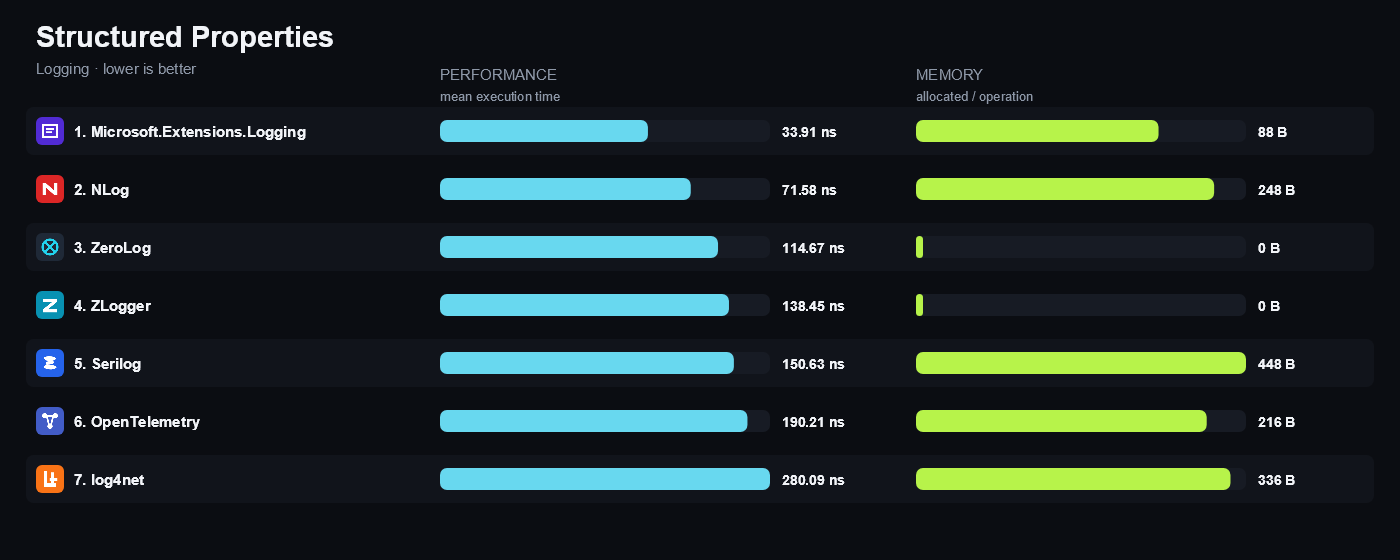 Structured Properties
Logging · lower is better
PERFORMANCE
mean execution time
MEMORY
allocated / operation
1. Microsoft.Extensions.Logging 33.91 ns 88 B
2. NLog 71.58 ns 248 B
3. ZeroLog 114.67 ns 0 B
4. ZLogger 138.45 ns 0 B
5. Serilog 150.63 ns 448 B
6. OpenTelemetry 190.21 ns 216 B
7. log4net 280.09 ns 336 B